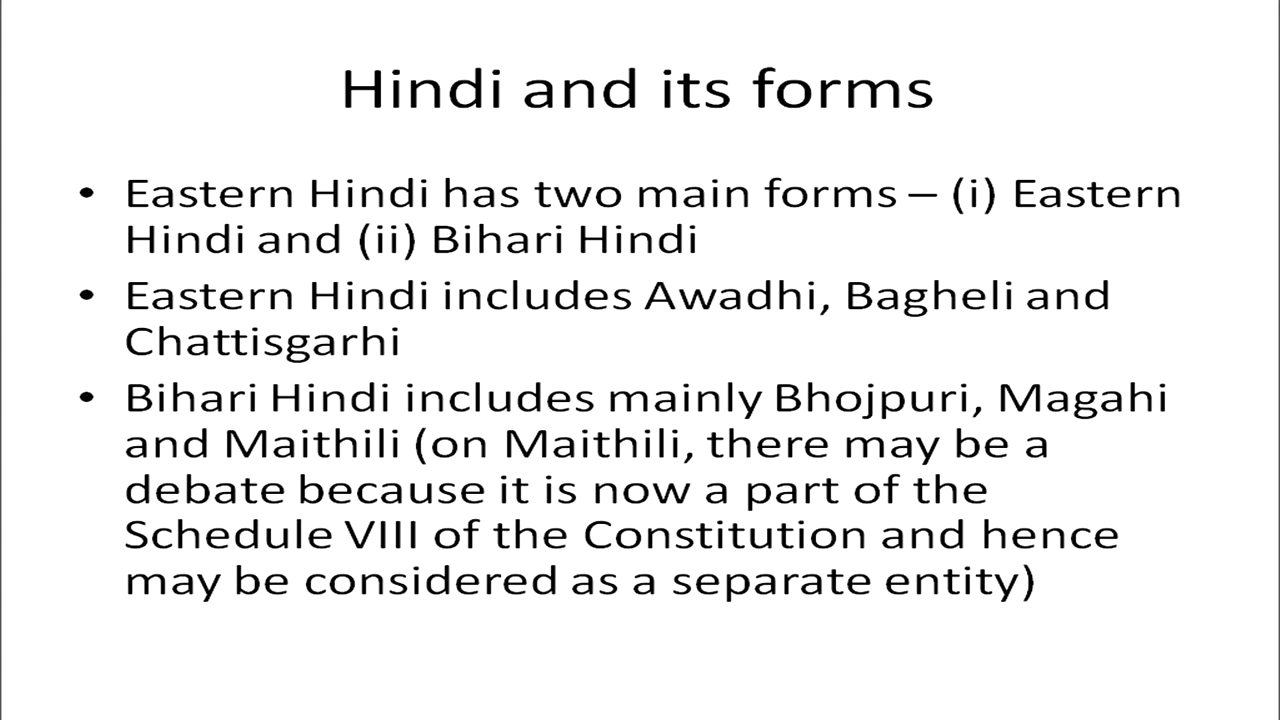 Hindi and its forms
• Eastern Hindi has two main forms – (i) Eastern
Hindi and (ii) Bihari Hindi
• Eastern Hindi includes Awadhi, Bagheli and
Chattisgarhi
• Bihari Hindi includes mainly Bhojpuri, Magahi
and Maithili (on Maithili, there may be a
debate because it is now a part of the
Schedule VIII of the Constitution and hence
may be considered as a separate entity)